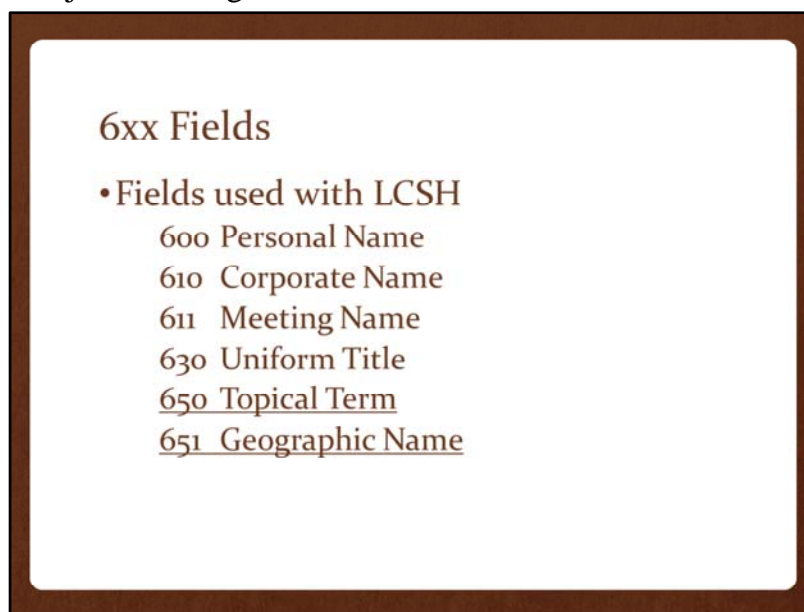 6xx Fields
•Fields used with LCSH
600 Personal Name
610 Corporate Name
611 Meeting Name
630 Uniform Title
650 Topical Term
651 Geographic Name